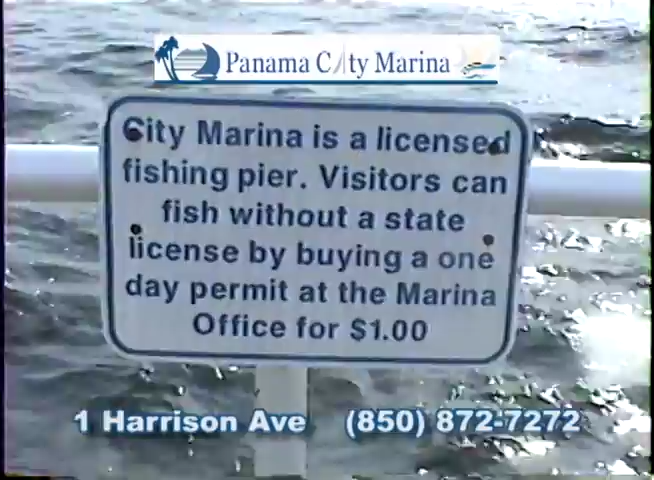 Panama City Marina
City Marina is a licensed
fishing pier. Visitors can
fish without a state
license by buying a one
day permit at the Marina
Office for $1.00
1 Harrison Ave (850) 872-7272